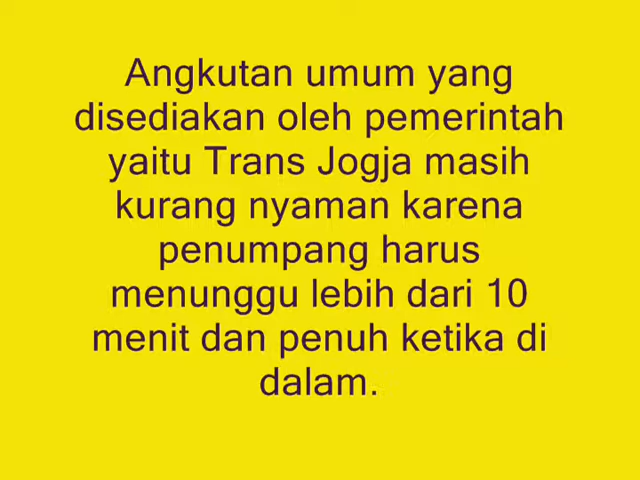 Angkutan umum yang
disediakan oleh pemerintah
yaitu Trans Jogja masih
kurang nyaman karena
penumpang harus
menunggu lebih dari 10
menit dan penuh ketika di
dalam.